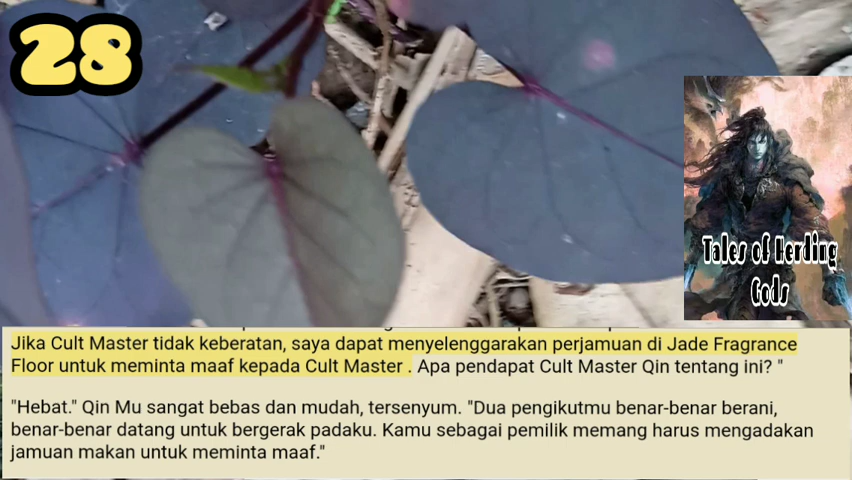 28
Tales of Herding
Gods
Jika Cult Master tidak keberatan, saya dapat menyelenggarakan perjamuan di Jade Fragrance
Floor untuk meminta maaf kepada Cult Master . Apa pendapat Cult Master Qin tentang ini? "
"Hebat." Qin Mu sangat bebas dan mudah, tersenyum. "Dua pengikutmu benar-benar berani,
benar-benar datang untuk bergerak padaku. Kamu sebagai pemilik memang harus mengadakan
jamuan makan untuk meminta maaf."